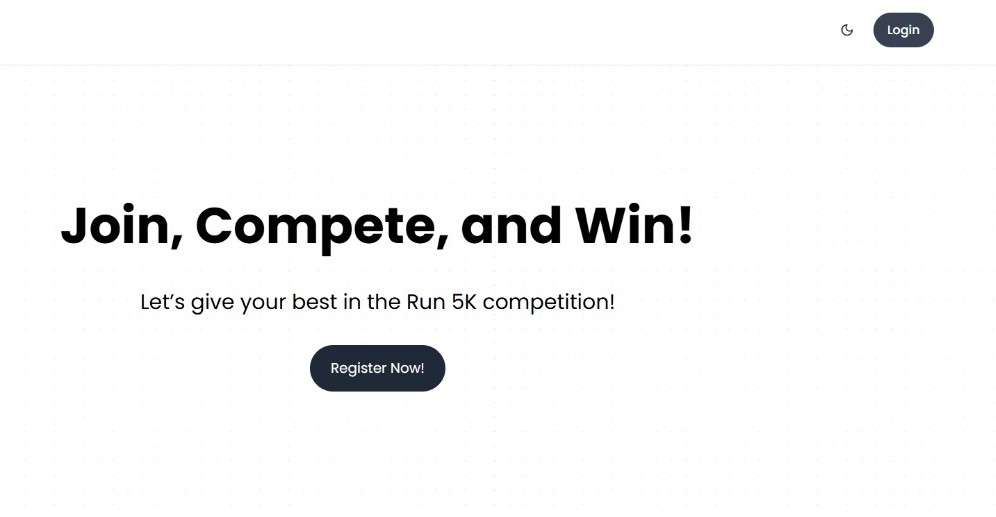 Login
Join, Compete, and Win!
Let’s give your best in the Run 5K competition!
Register Now!